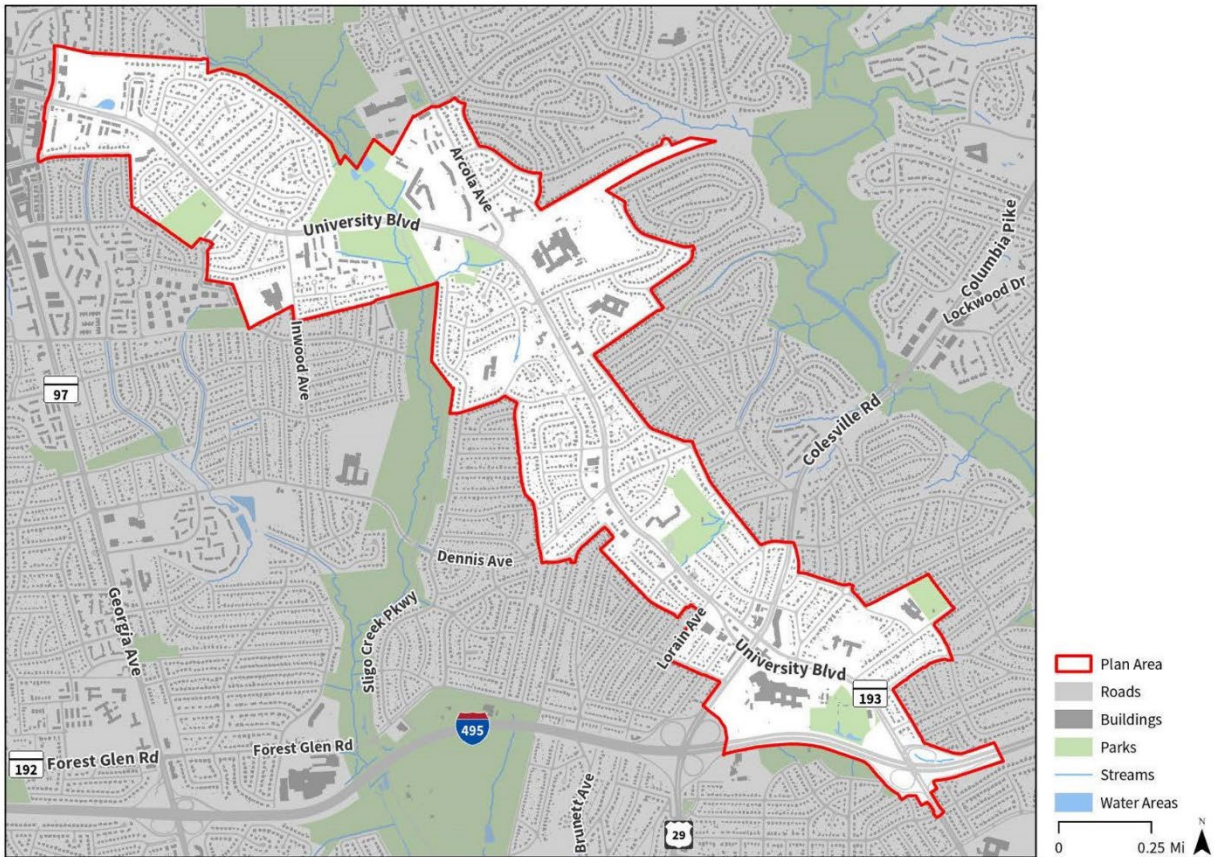 Arcola Ave
University Blvd
Columbia Pike
Lockwood Dr
Inwood Ave
97
Colesville Rd
Dennis Ave
Georgia Ave
Sligo Creek Pkwy
Lorain Ave
University Blvd
193
495
Forest Glen Rd
192
Forest Glen Rd
Brunett Ave
29
Plan Area
Roads
Buildings
Parks
Streams
Water Areas
N
0 0.25 Mi